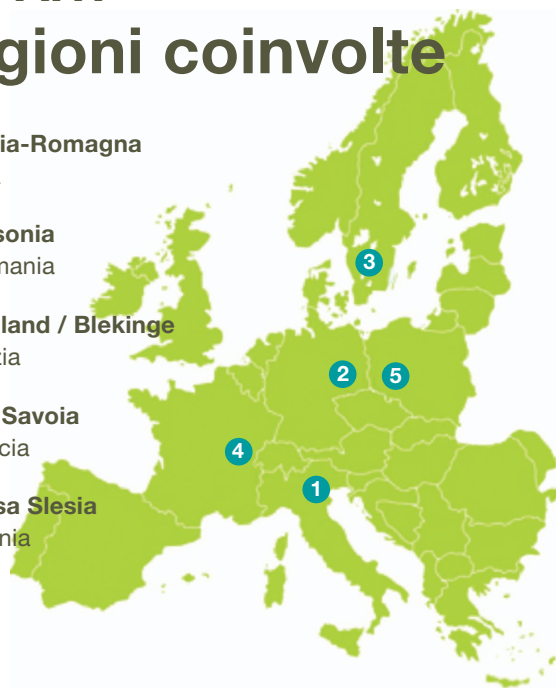 gioni coinvolte
ia-Romagna
sonia
mania
land / Blekinge
zia
Savoia
cia
sa Slesia
nia
3
2
5
4
1